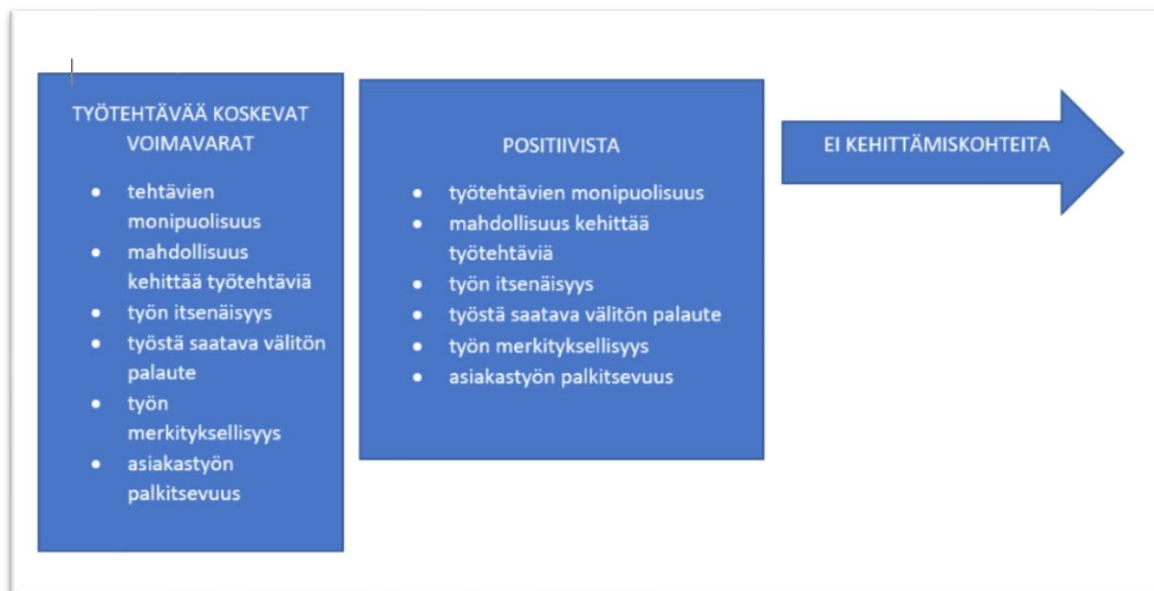 TYÖTEHTÄVÄÄ KOSKEVAT
VOIMAVARAT
• tehtävien
monipuolisuus
• mahdollisuus
kehittää työtehtäviä
• työn itsenäisyys
• työstä saatava välitön
palaute
• työn
merkityksellisyys
• asiakastyön
palkitsevuus
POSITIIVISTA
• työtehtävien monipuolisuus
• mahdollisuus kehittää
työtehtäviä
• työn itsenäisyys
• työstä saatava välitön palaute
• työn merkityksellisyys
• asiakastyön palkitsevuus
EI KEHITTÄMISKOHTEITA